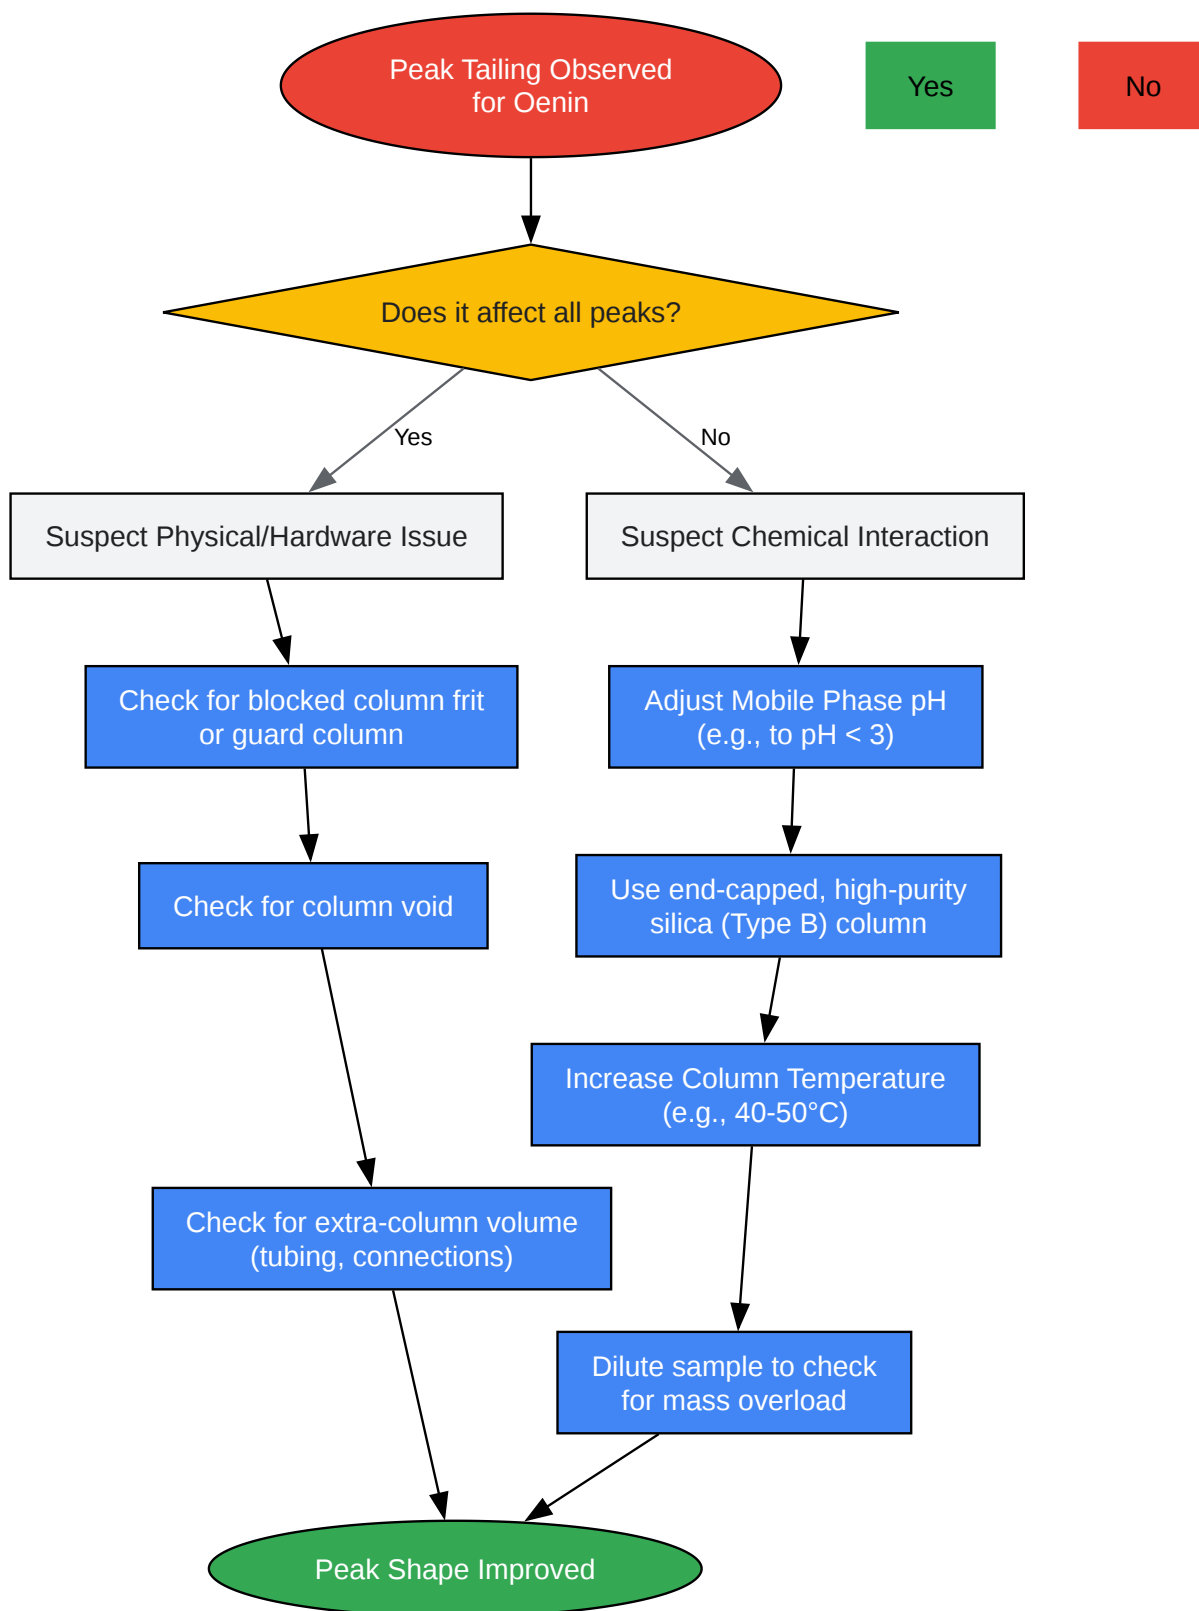 Peak Tailing Observed
for Oenin
Yes
No
Does it affect all peaks?
Yes
No
Suspect Physical/Hardware Issue
Suspect Chemical Interaction
Check for blocked column frit
or guard column
Adjust Mobile Phase pH
(e.g., to pH < 3)
Check for column void
Use end-capped, high-purity
silica (Type B) column
Increase Column Temperature
(e.g., 40-50°C)
Check for extra-column volume
(tubing, connections)
Dilute sample to check
for mass overload
Peak Shape Improved